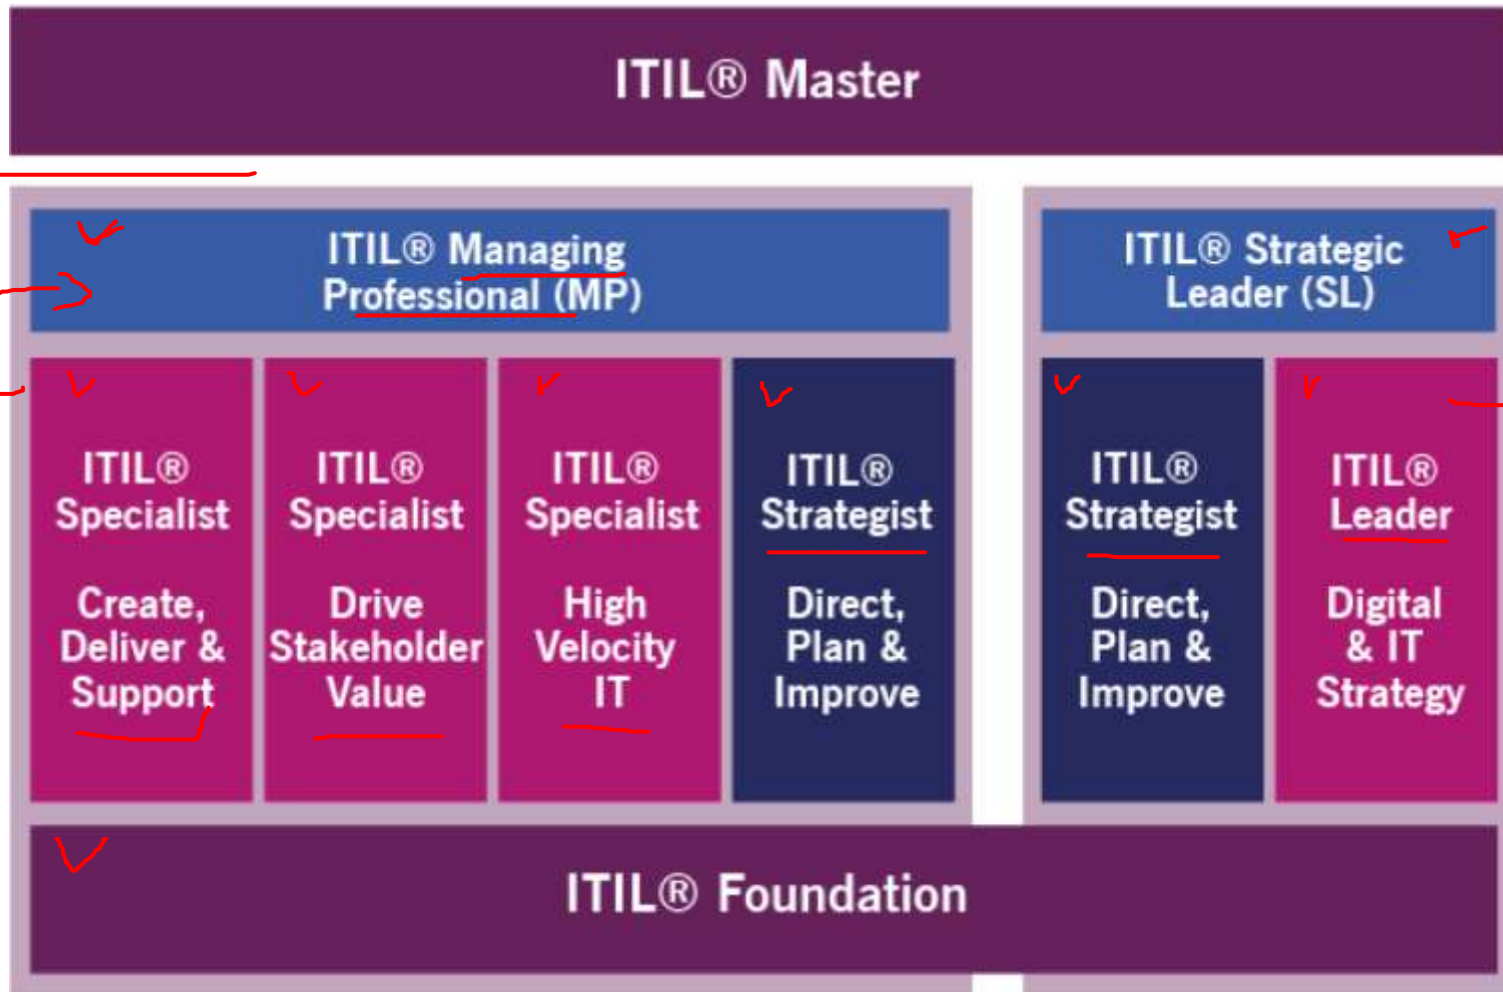 ITIL® Master
ITIL® Managing
Professional (MP)
ITIL® Strategic
Leader (SL)
ITIL®
Specialist
Create,
Deliver &
Support
ITIL®
Specialist
Drive
Stakeholder
Value
ITIL®
Specialist
High
Velocity
IT
ITIL®
Strategist
Direct,
Plan &
Improve
ITIL®
Strategist
Direct,
Plan &
Improve
ITIL®
Leader
Digital
& IT
Strategy
ITIL® Foundation